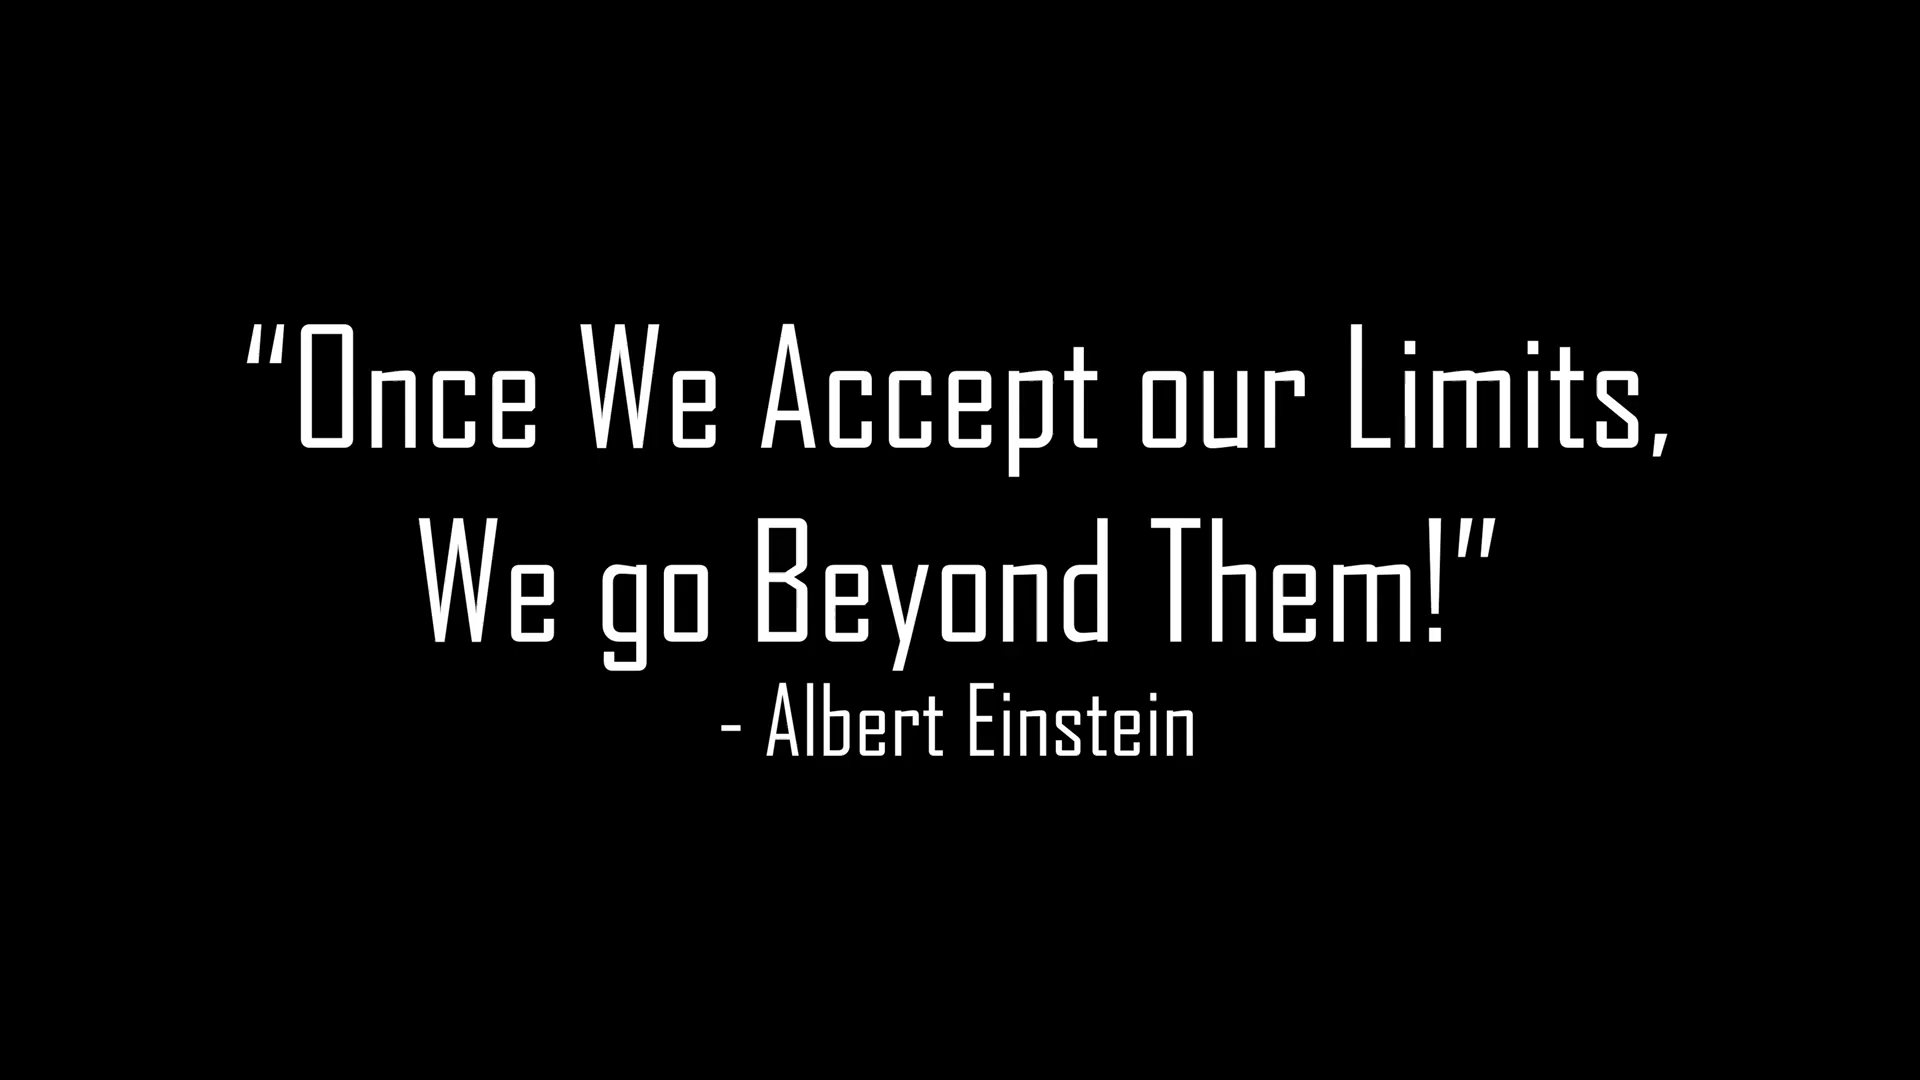 “Once We Accept our Limits,
We go Beyond Them!”
- Albert Einstein